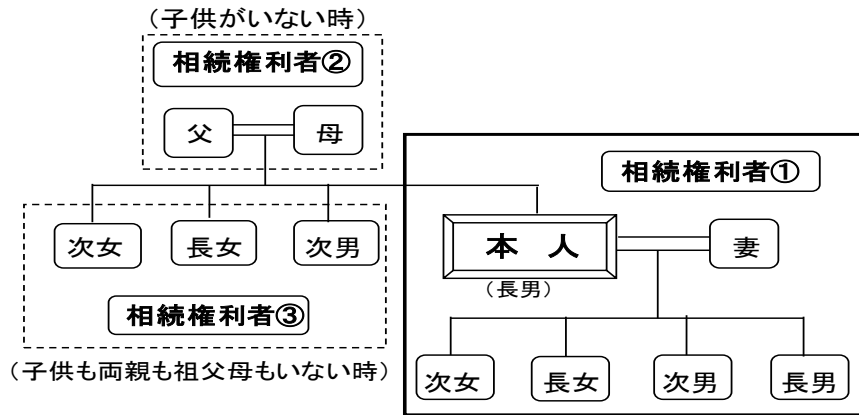 （子供がいない時）
相続権利者②
父
母
相続権利者①
次女
長女
次男
本 人
妻
（長男）
相続権利者③
（子供も両親も祖父母もいない時）
次女
長女
次男
長男